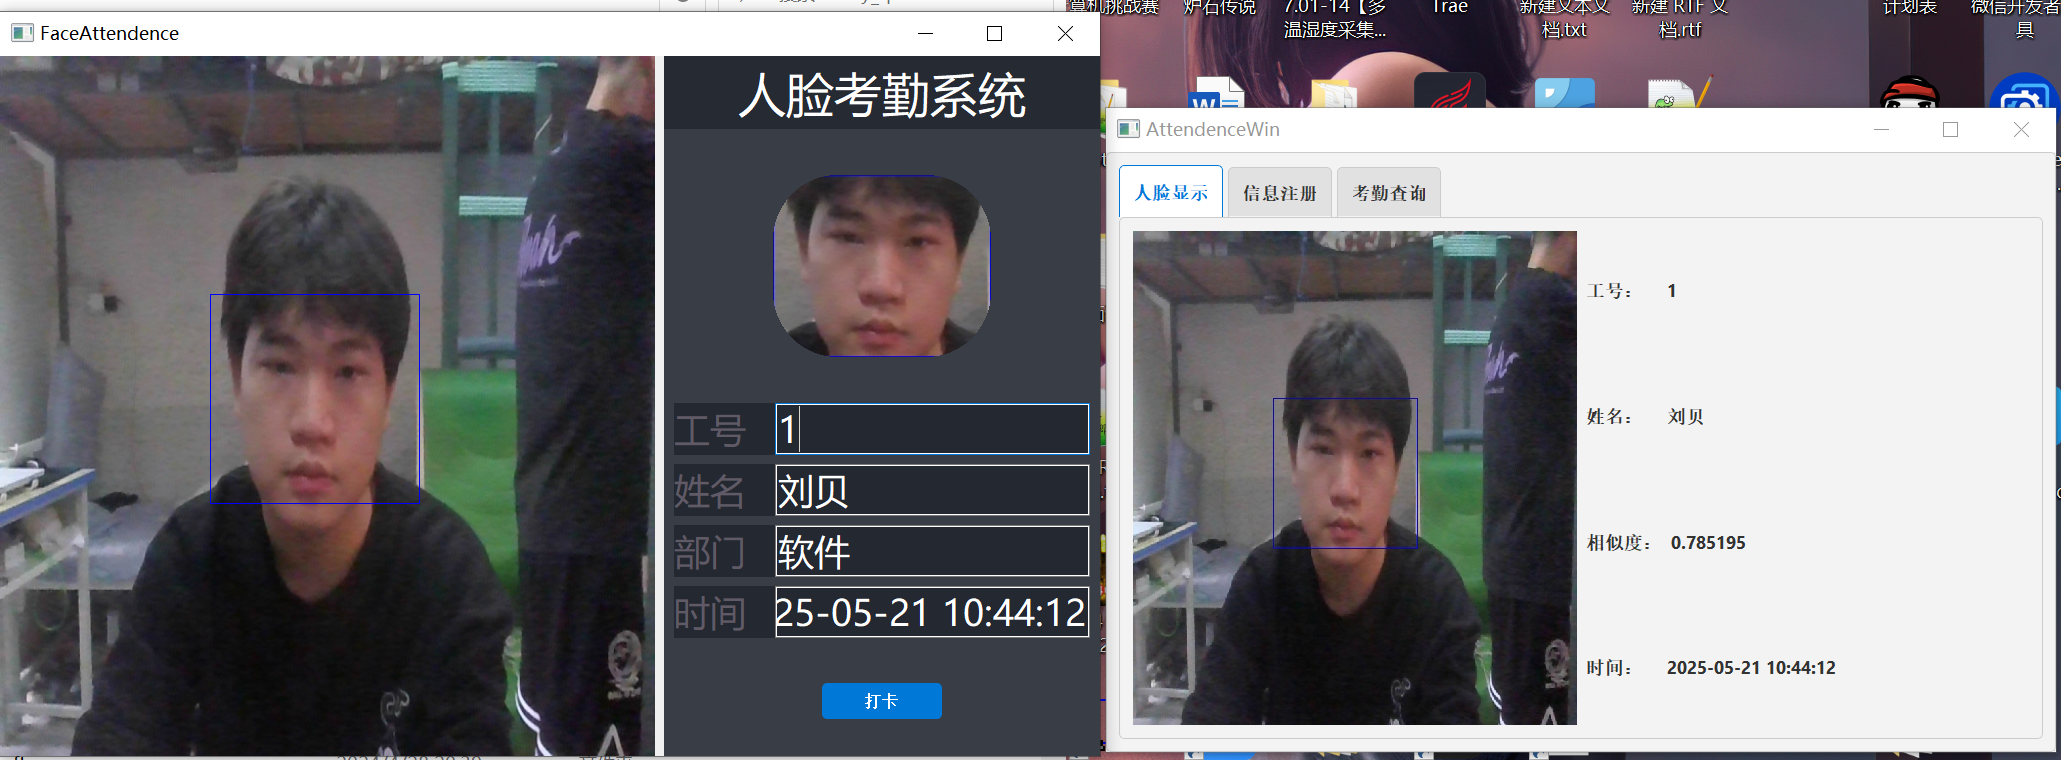 FaceAttendence
人脸考勤系统
工号
1
姓名
刘贝
部门
软件
时间
25-05-21 10:44:12
打卡
算机挑战赛
炉石传说
7.01-14【多
温湿度采集...
Trae
新建文本文
档.txt
新建 RTF 文
档.rtf
计划表
微信开发者
具
AttendenceWin
人脸显示
信息注册
考勤查询
工号： 1
姓名： 刘贝
相似度： 0.785195
时间： 2025-05-21 10:44:12